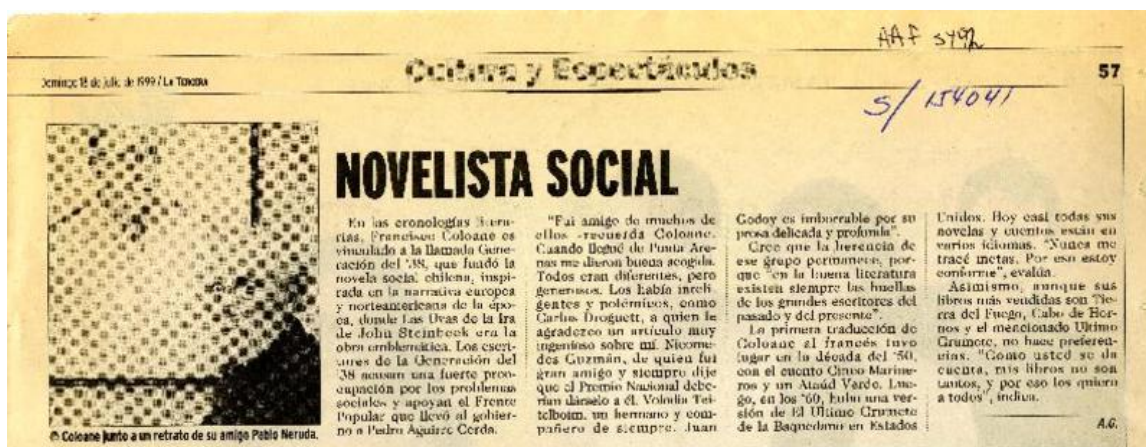 AAF 5492
Domingo 18 de julio de 1999 / LA TERCERA
Cultura y Espectáculos
57
S/ 154041
NOVELISTA SOCIAL
En las cronologías litera-
rias, Francisco Coloane es
vinculado a la llamada Gene-
ración del '38, que fundó la
novela social chilena, inspi-
rada en la narrativa europea
y norteamericana de la épo-
ca, donde Las Uvas de la Ira
de John Steinbeck era la
obra emblemática. Los escri-
tores de la Generación del
'38 acusan una fuerte preo-
cupación por los problemas
sociales y apoyan el Frente
Popular que llevó al gobier-
no a Pedro Aguirre Cerda.
"Fui amigo de muchos de
ellos -recuerda Coloane.
Cuando llegué de Punta Are-
nas me dieron buena acogida.
Todos eran diferentes, pero
generosos. Los había inteli-
gentes y polémicos, como
Carlos Droguett, a quien le
agradezco un artículo muy
ingenioso sobre mí. Nicome-
des Guzmán, de quien fui
gran amigo y siempre dije
que el Premio Nacional debe-
rían dárselo a él. Volodia Tei-
telboim, un hermano y com-
pañero de siempre. Juan
Godoy es imborrable por su
prosa delicada y profunda".
Cree que la herencia de
ese grupo permanece, por-
que "en la buena literatura
existen siempre las huellas
de los grandes escritores del
pasado y del presente".
La primera traducción de
Coloane al francés tuvo
lugar en la década del '50,
con el cuento Cinco Marine-
ros y un Ataúd Verde. Lue-
go, en los '60, hubo una ver-
sión de El Ultimo Grumete
de la Baquedano en Estados
Unidos. Hoy casi todas sus
novelas y cuentos están en
varios idiomas. "Nunca me
tracé metas. Por eso estoy
conforme", evalúa.
Asimismo, aunque sus
libros más vendidos son Tie-
rra del Fuego, Cabo de Hor-
nos y el mencionado Ultimo
Grumete, no hace preferen-
cias. "Como usted se da
cuenta, mis libros no son
tantos, y por eso los quiero
a todos", indica.
A.G.
Coloane junto a un retrato de su amigo Pablo Neruda.